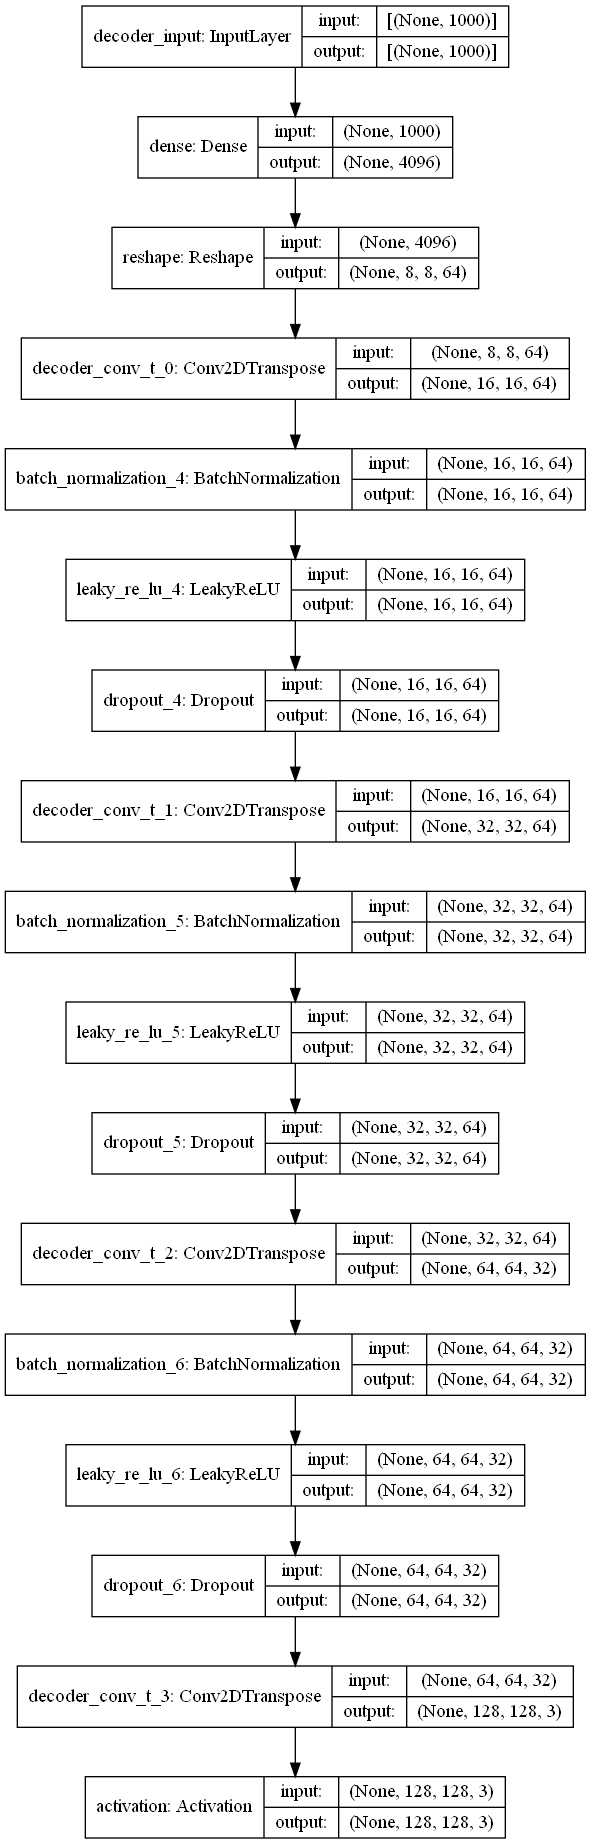 decoder_input: InputLayer
input: [(None, 1000)]
output: [(None, 1000)]
dense: Dense
input: (None, 1000)
output: (None, 4096)
reshape: Reshape
input: (None, 4096)
output: (None, 8, 8, 64)
decoder_conv_t_0: Conv2DTranspose
input: (None, 8, 8, 64)
output: (None, 16, 16, 64)
batch_normalization_4: BatchNormalization
input: (None, 16, 16, 64)
output: (None, 16, 16, 64)
leaky_re_lu_4: LeakyReLU
input: (None, 16, 16, 64)
output: (None, 16, 16, 64)
dropout_4: Dropout
input: (None, 16, 16, 64)
output: (None, 16, 16, 64)
decoder_conv_t_1: Conv2DTranspose
input: (None, 16, 16, 64)
output: (None, 32, 32, 64)
batch_normalization_5: BatchNormalization
input: (None, 32, 32, 64)
output: (None, 32, 32, 64)
leaky_re_lu_5: LeakyReLU
input: (None, 32, 32, 64)
output: (None, 32, 32, 64)
dropout_5: Dropout
input: (None, 32, 32, 64)
output: (None, 32, 32, 64)
decoder_conv_t_2: Conv2DTranspose
input: (None, 32, 32, 64)
output: (None, 64, 64, 32)
batch_normalization_6: BatchNormalization
input: (None, 64, 64, 32)
output: (None, 64, 64, 32)
leaky_re_lu_6: LeakyReLU
input: (None, 64, 64, 32)
output: (None, 64, 64, 32)
dropout_6: Dropout
input: (None, 64, 64, 32)
output: (None, 64, 64, 32)
decoder_conv_t_3: Conv2DTranspose
input: (None, 64, 64, 32)
output: (None, 128, 128, 3)
activation: Activation
input: (None, 128, 128, 3)
output: (None, 128, 128, 3)